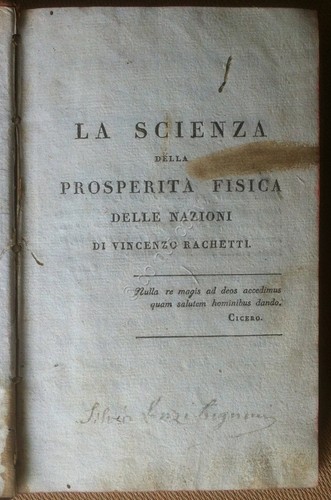 LA SCIENZA
DELLA
PROSPERITÀ FISICA
DELLE NAZIONI
DI VINCENZO RACHETTI.
Nulla re magis ad deos accedimus
quam salutem hominibus dando.
CICERO.
Silvio